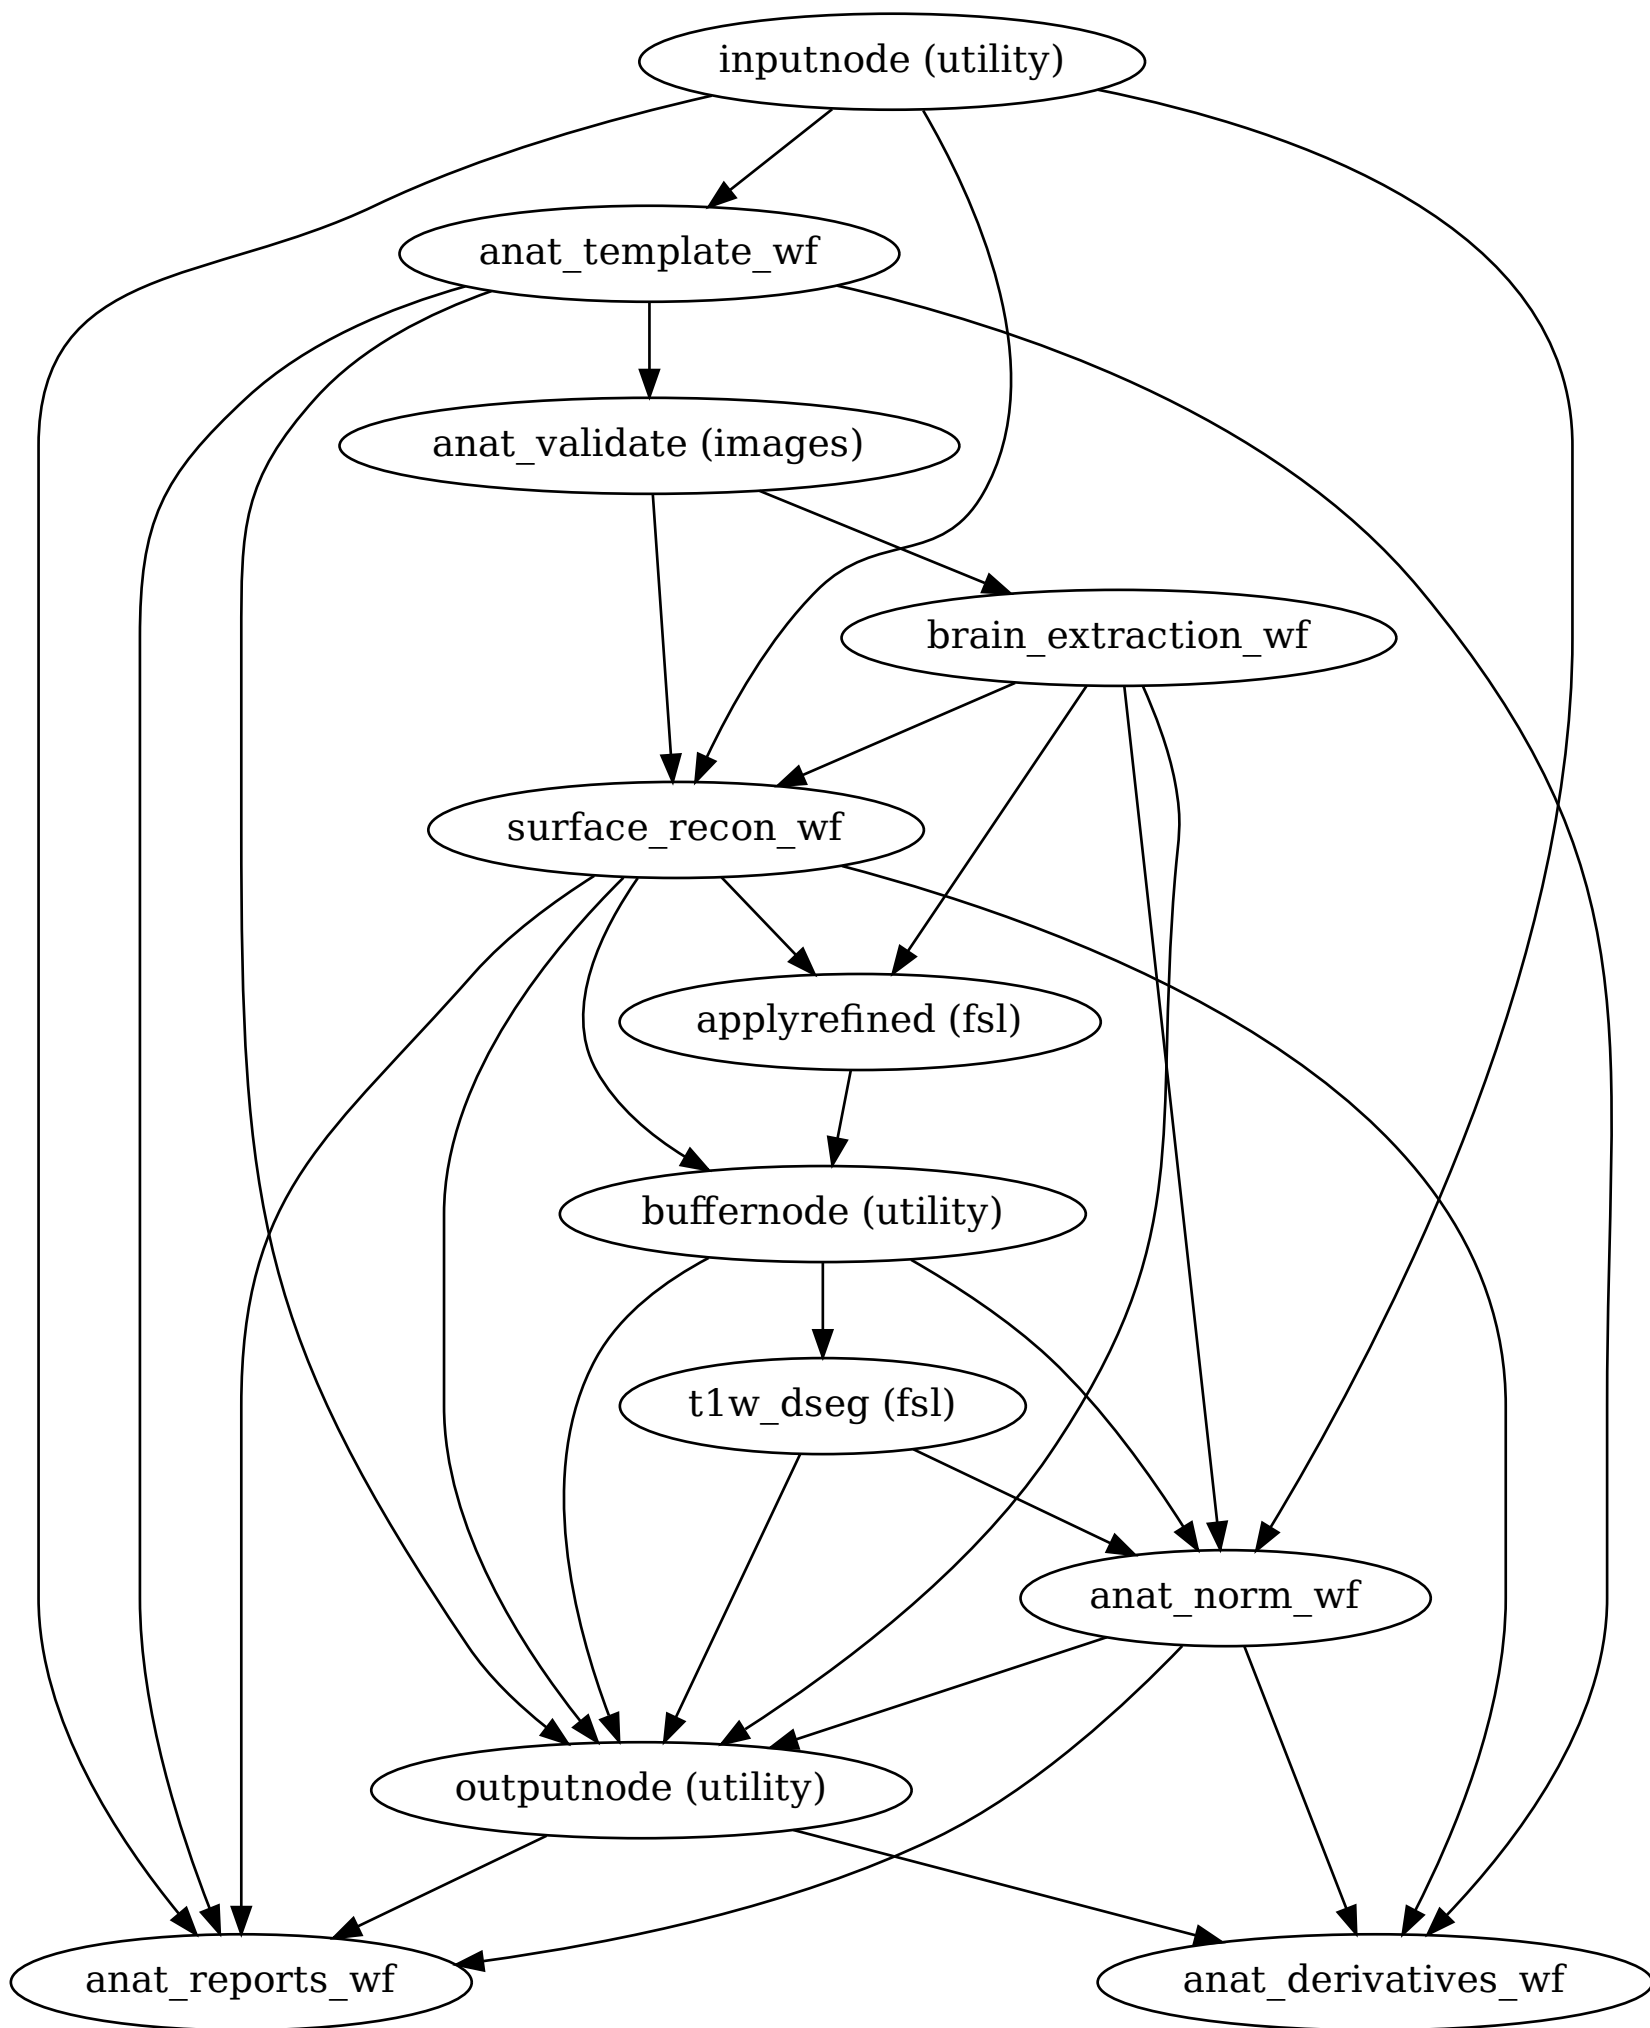 inputnode (utility)
anat_template_wf
anat_validate (images)
brain_extraction_wf
surface_recon_wf
applyrefined (fsl)
buffernode (utility)
t1w_dseg (fsl)
anat_norm_wf
outputnode (utility)
anat_reports_wf
anat_derivatives_wf